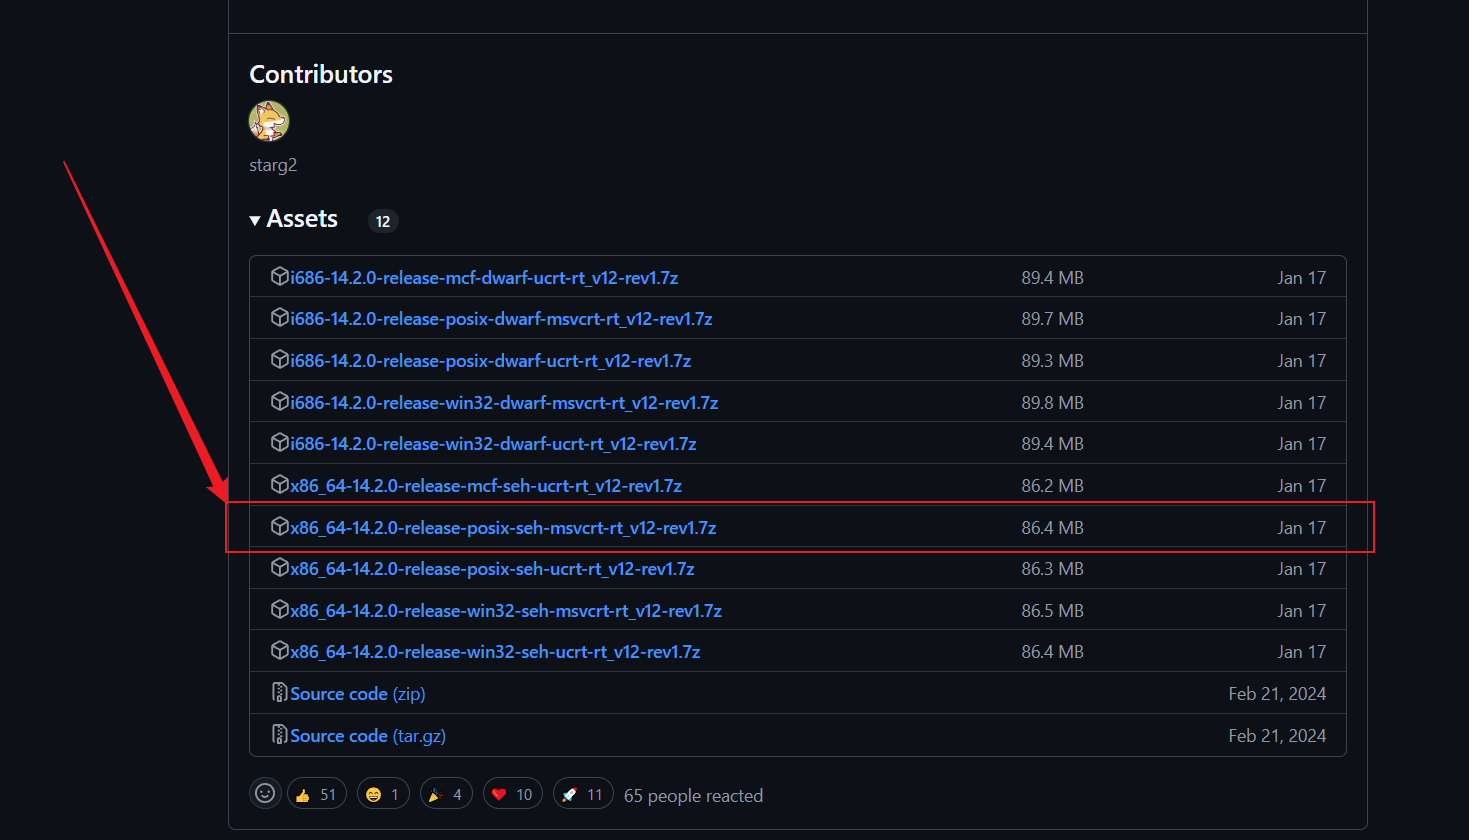 Contributors
starg2
Assets 12
i686-14.2.0-release-mcf-dwarf-ucrt-rt_v12-rev1.7z 89.4 MB Jan 17
i686-14.2.0-release-posix-dwarf-msvcrt-rt_v12-rev1.7z 89.7 MB Jan 17
i686-14.2.0-release-posix-dwarf-ucrt-rt_v12-rev1.7z 89.3 MB Jan 17
i686-14.2.0-release-win32-dwarf-msvcrt-rt_v12-rev1.7z 89.8 MB Jan 17
i686-14.2.0-release-win32-dwarf-ucrt-rt_v12-rev1.7z 89.4 MB Jan 17
x86_64-14.2.0-release-mcf-seh-ucrt-rt_v12-rev1.7z 86.2 MB Jan 17
x86_64-14.2.0-release-posix-seh-msvcrt-rt_v12-rev1.7z 86.4 MB Jan 17
x86_64-14.2.0-release-posix-seh-ucrt-rt_v12-rev1.7z 86.3 MB Jan 17
x86_64-14.2.0-release-win32-seh-msvcrt-rt_v12-rev1.7z 86.5 MB Jan 17
x86_64-14.2.0-release-win32-seh-ucrt-rt_v12-rev1.7z 86.4 MB Jan 17
Source code (zip) Feb 21, 2024
Source code (tar.gz) Feb 21, 2024
51 1 4 10 11 65 people reacted